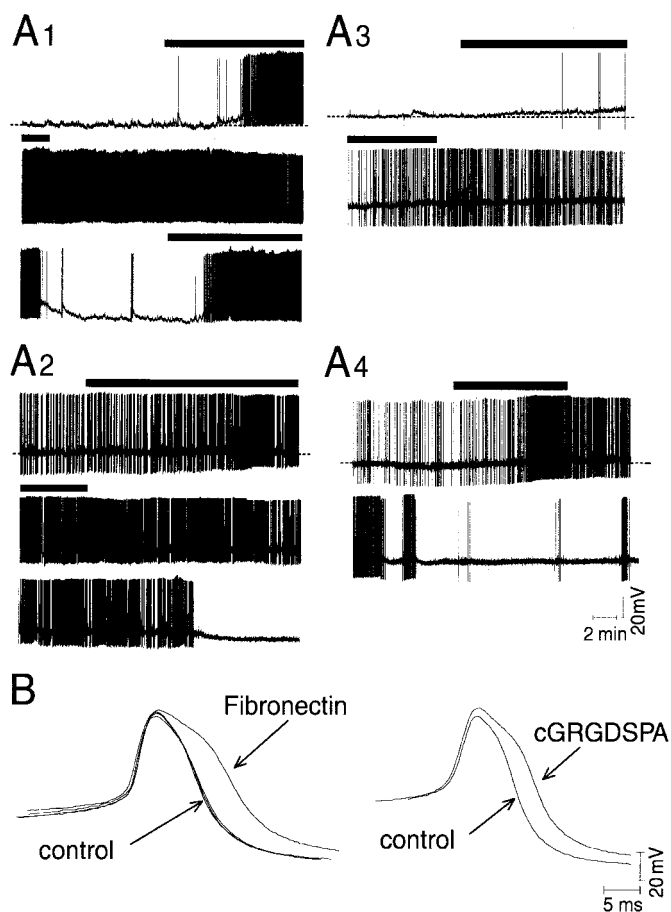 A1
A3
A2
A4
20mV
2 min
B
Fibronectin
cGRGDSPA
control
control
20 mV
5 ms